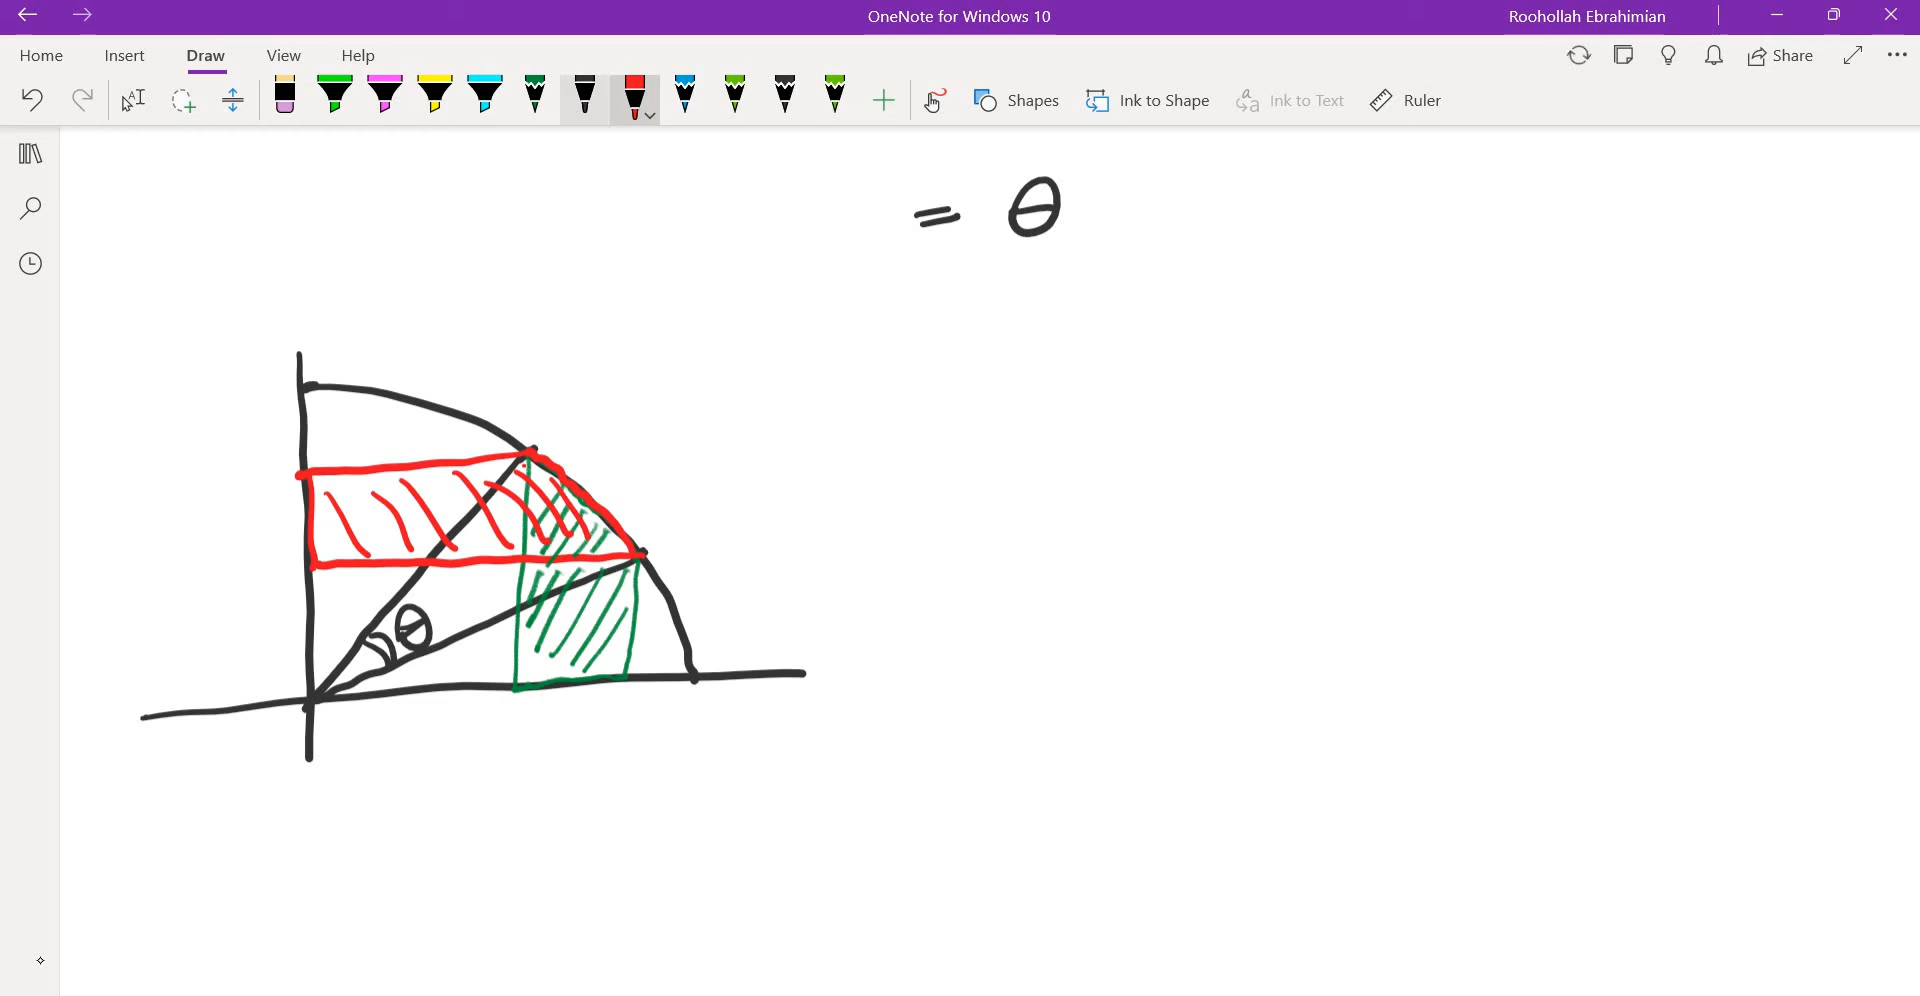 OneNote for Windows 10
Roohollah Ebrahimian
Home Insert Draw View Help
Share
Shapes Ink to Shape Ink to Text Ruler
= θ
θ